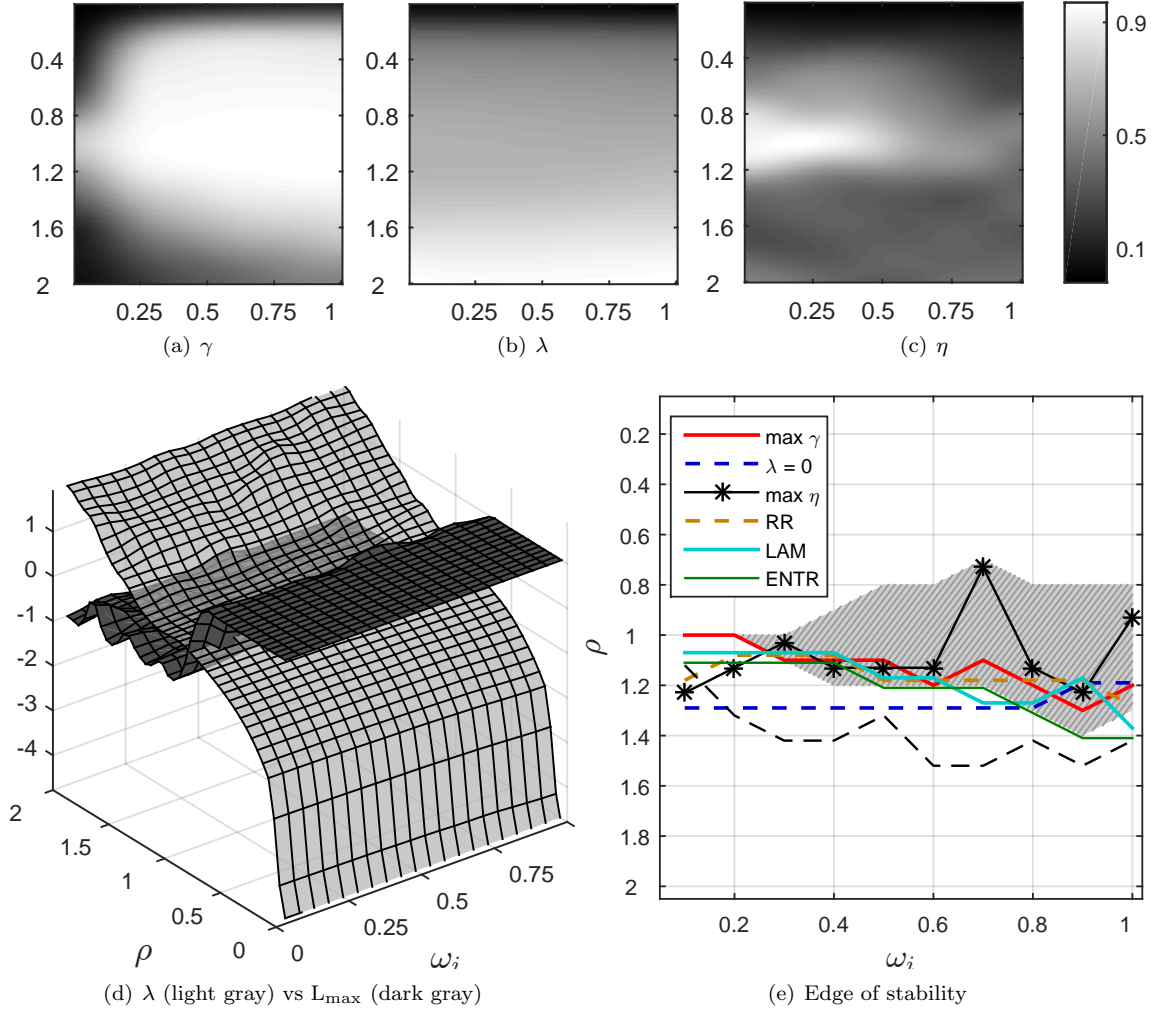 0.4
0.8
1.2
1.6
2
0.25 0.5 0.75 1
(a) γ
0.4
0.8
1.2
1.6
2
0.25 0.5 0.75 1
(b) λ
0.4
0.8
1.2
1.6
2
0.25 0.5 0.75 1
(c) η
0.9
0.5
0.1
1
0
-1
-2
-3
-4
2
1.5
1
0.5
0
ρ
0
0.25
0.5
0.75
ω_i
(d) λ (light gray) vs L_max (dark gray)
max γ
λ = 0
max η
RR
LAM
ENTR
0.2
0.4
0.6
0.8
1
1.2
1.4
1.6
1.8
2
ρ
0.2 0.4 0.6 0.8 1
ω_i
(e) Edge of stability